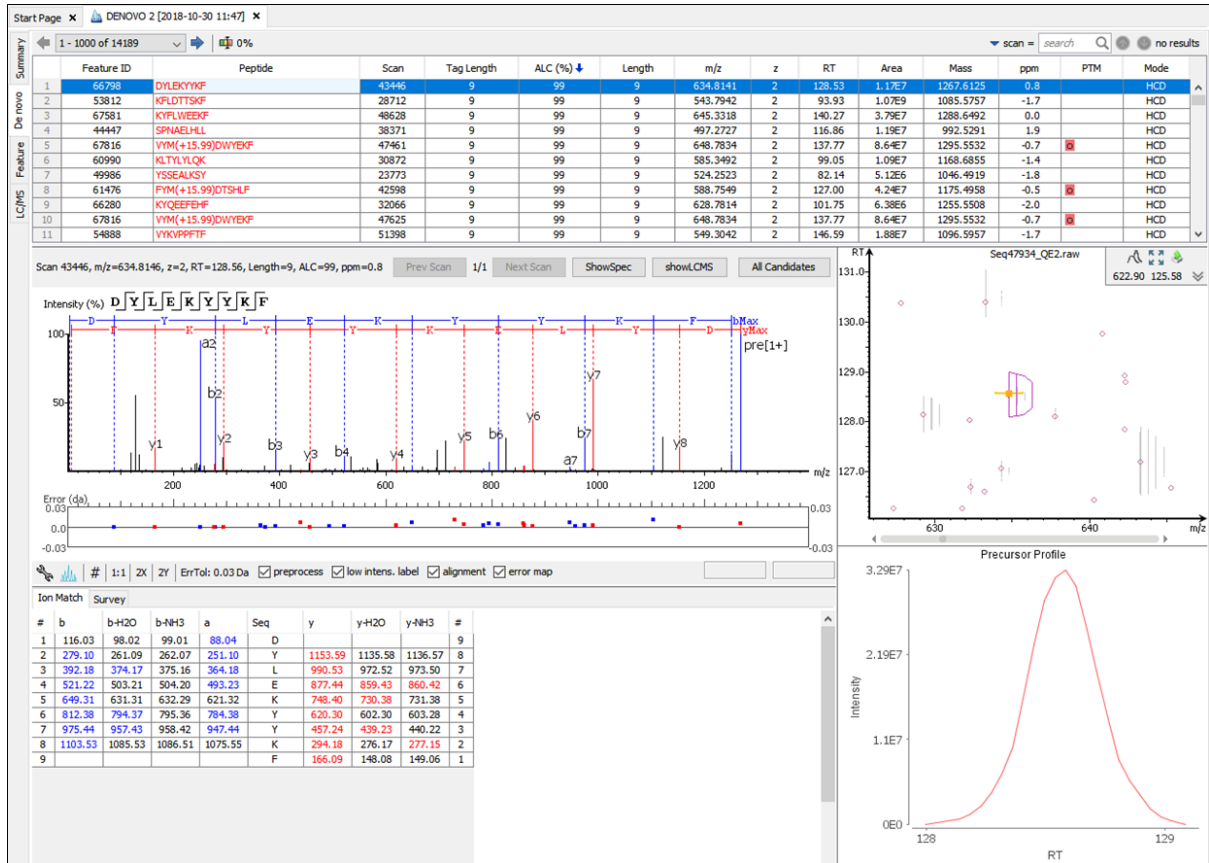 Start Page DENOVO 2 [2018-10-30 11:47]
1 - 1000 of 14189 0% scan = search no results
Summary
De novo
Feature
LC/MS
Feature ID Peptide Scan Tag Length ALC (%) Length m/z z RT Area Mass ppm PTM Mode
1 66798 DYLEKYYKF 43446 9 99 9 634.8141 2 128.53 1.17E7 1267.6125 0.8 HCD
2 53812 KFLDTTSKF 28712 9 99 9 543.7942 2 93.93 1.07E9 1085.5757 -1.7 HCD
3 67581 KYFLWEEKF 48628 9 99 9 645.3318 2 140.27 3.79E7 1288.6492 0.0 HCD
4 44447 SPNAELHLL 38371 9 99 9 497.2727 2 116.86 1.19E7 992.5291 1.9 HCD
5 67816 VYM(+15.99)DWYEKF 47461 9 99 9 648.7834 2 137.77 8.64E7 1295.5532 -0.7 o HCD
6 60990 KLTYLYLQK 30872 9 99 9 585.3492 2 99.05 1.09E7 1168.6855 -1.4 HCD
7 49986 YSSEALKSY 23773 9 99 9 524.2523 2 82.14 5.12E6 1046.4919 -1.8 HCD
8 61476 FYM(+15.99)DTSHLF 42598 9 99 9 588.7549 2 127.00 4.24E7 1175.4958 -0.5 o HCD
9 66280 KYQEEFEHF 32066 9 99 9 628.7814 2 101.75 6.38E6 1255.5508 -2.0 HCD
10 67816 VYM(+15.99)DWYEKF 47625 9 99 9 648.7834 2 137.77 8.64E7 1295.5532 -0.7 o HCD
11 54888 VYKVPPFTF 51398 9 99 9 549.3042 2 146.59 1.88E7 1096.5957 -1.7 HCD
Scan 43446, m/z=634.8146, z=2, RT=128.56, Length=9, ALC=99, ppm=0.8 Prev Scan 1/1 Next Scan ShowSpec showLCMS All Candidates
Intensity (%) D Y L E K Y Y K F
D Y L E K Y Y K F bMax
F K Y Y K E L Y D yMax
100
50
a2 b2 y1 y2 b3 y3 b4 y4 y5 b6 y6 a7 b7 y7 y8 pre[1+]
200 400 600 800 1000 1200 m/z
Error (da)
0.03 0.03
0.0
-0.03 -0.03
# 1:1 2X 2Y ErrTol: 0.03 Da preprocess low intens. label alignment error map
Ion Match Survey
# b b-H2O b-NH3 a Seq y y-H2O y-NH3 #
1 116.03 98.02 99.01 88.04 D 9
2 279.10 261.09 262.07 251.10 Y 1153.59 1135.58 1136.57 8
3 392.18 374.17 375.16 364.18 L 990.53 972.52 973.50 7
4 521.22 503.21 504.20 493.23 E 877.44 859.43 860.42 6
5 649.31 631.31 632.29 621.32 K 748.40 730.38 731.38 5
6 812.38 794.37 795.36 784.38 Y 620.30 602.30 603.28 4
7 975.44 957.43 958.42 947.44 Y 457.24 439.23 440.22 3
8 1103.53 1085.53 1086.51 1075.55 K 294.18 276.17 277.15 2
9 F 166.09 148.08 149.06 1
RT Seq47934_QE2.raw
622.90 125.58
131.0
130.0
129.0
128.0
127.0
630 640 m/z
Precursor Profile
3.29E7
2.19E7
1.1E7
0E0
Intensity
128 129
RT